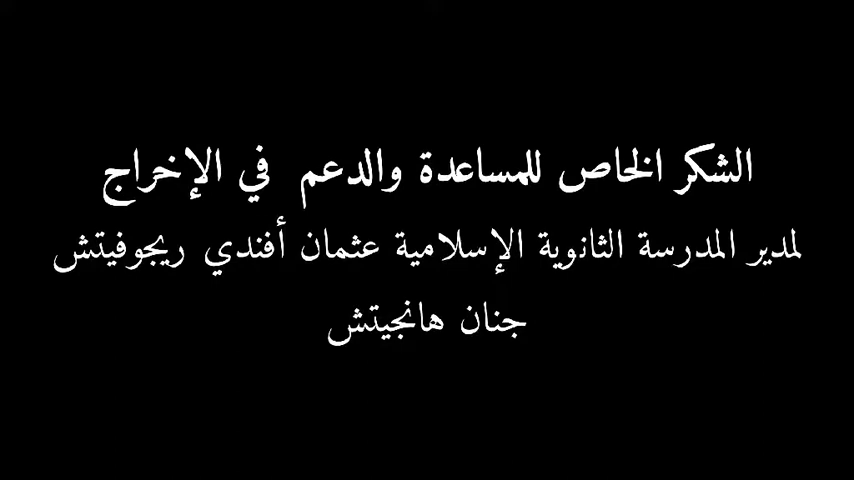 الشكر الخاص للمساعدة والدعم في الإخراج
لمدير المدرسة الثانوية الإسلامية عثمان أفندي ريجوفيتش
جنان هانجيتش